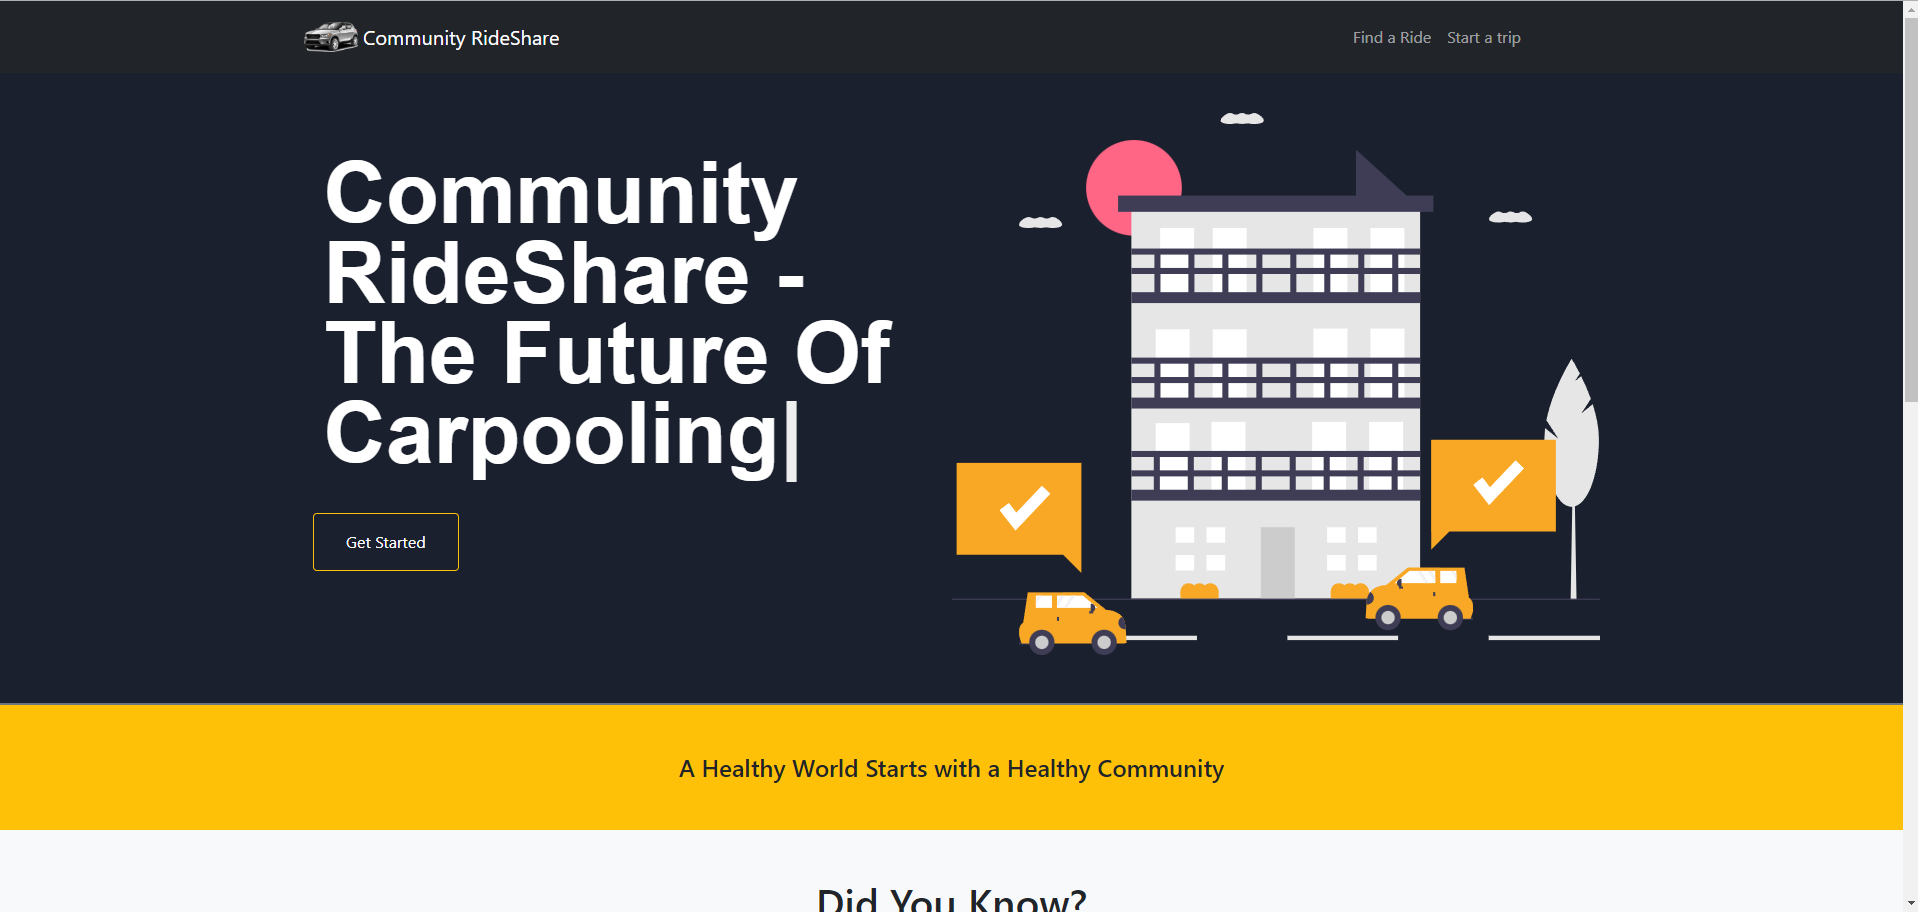 Community RideShare
Find a Ride
Start a trip
Community
RideShare -
The Future Of
Carpooling|
Get Started
A Healthy World Starts with a Healthy Community
Did You Know?